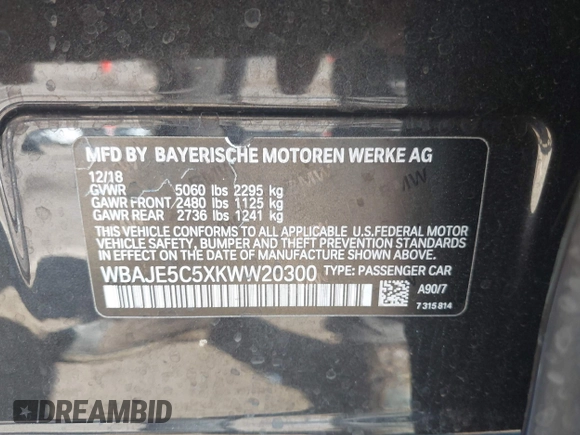 MFD BY BAYERISCHE MOTOREN WERKE AG
12/18
GVWR 5060 lbs 2295 kg
GAWR FRONT 2480 lbs 1125 kg
GAWR REAR 2736 lbs 1241 kg
THIS VEHICLE CONFORMS TO ALL APPLICABLE U.S.FEDERAL MOTOR
VEHICLE SAFETY, BUMPER AND THEFT PREVENTION STANDARDS
IN EFFECT ON THE DATE OF MANUFACTURE SHOWN ABOVE.
WBAJE5C5XKWW20300 TYPE: PASSENGER CAR
A90/7
7 315 814
DREAMBID